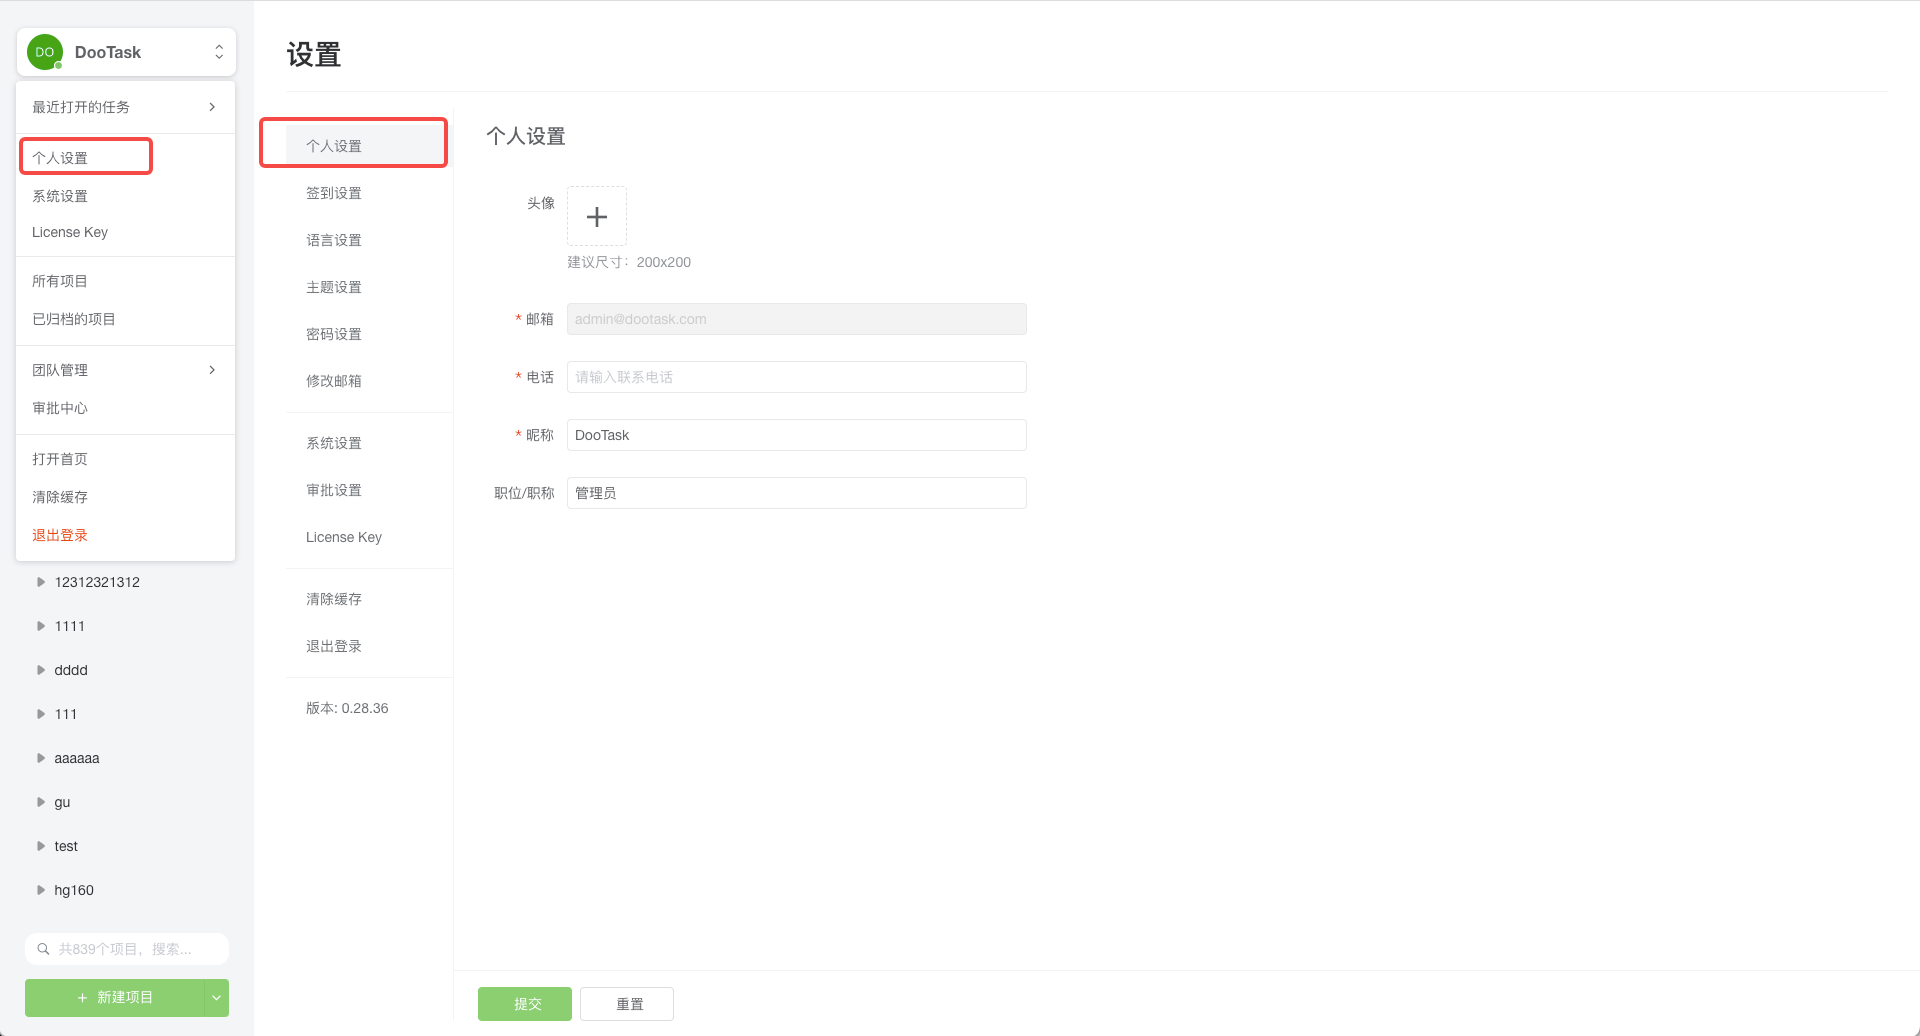 DO DooTask
最近打开的任务
个人设置
系统设置
License Key
所有项目
已归档的项目
团队管理
审批中心
打开首页
清除缓存
退出登录
12312321312
1111
dddd
111
aaaaaa
gu
test
hg160
共839个项目，搜索...
新建项目
设置
个人设置
签到设置
语言设置
主题设置
密码设置
修改邮箱
系统设置
审批设置
License Key
清除缓存
退出登录
版本: 0.28.36
个人设置
头像
建议尺寸：200x200
* 邮箱 admin@dootask.com
* 电话 请输入联系电话
* 昵称 DooTask
职位/职称 管理员
提交 重置